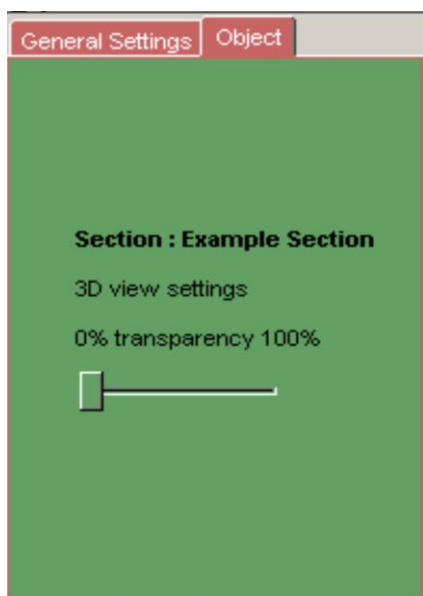 General Settings Object
Section : Example Section
3D view settings
0% transparency 100%